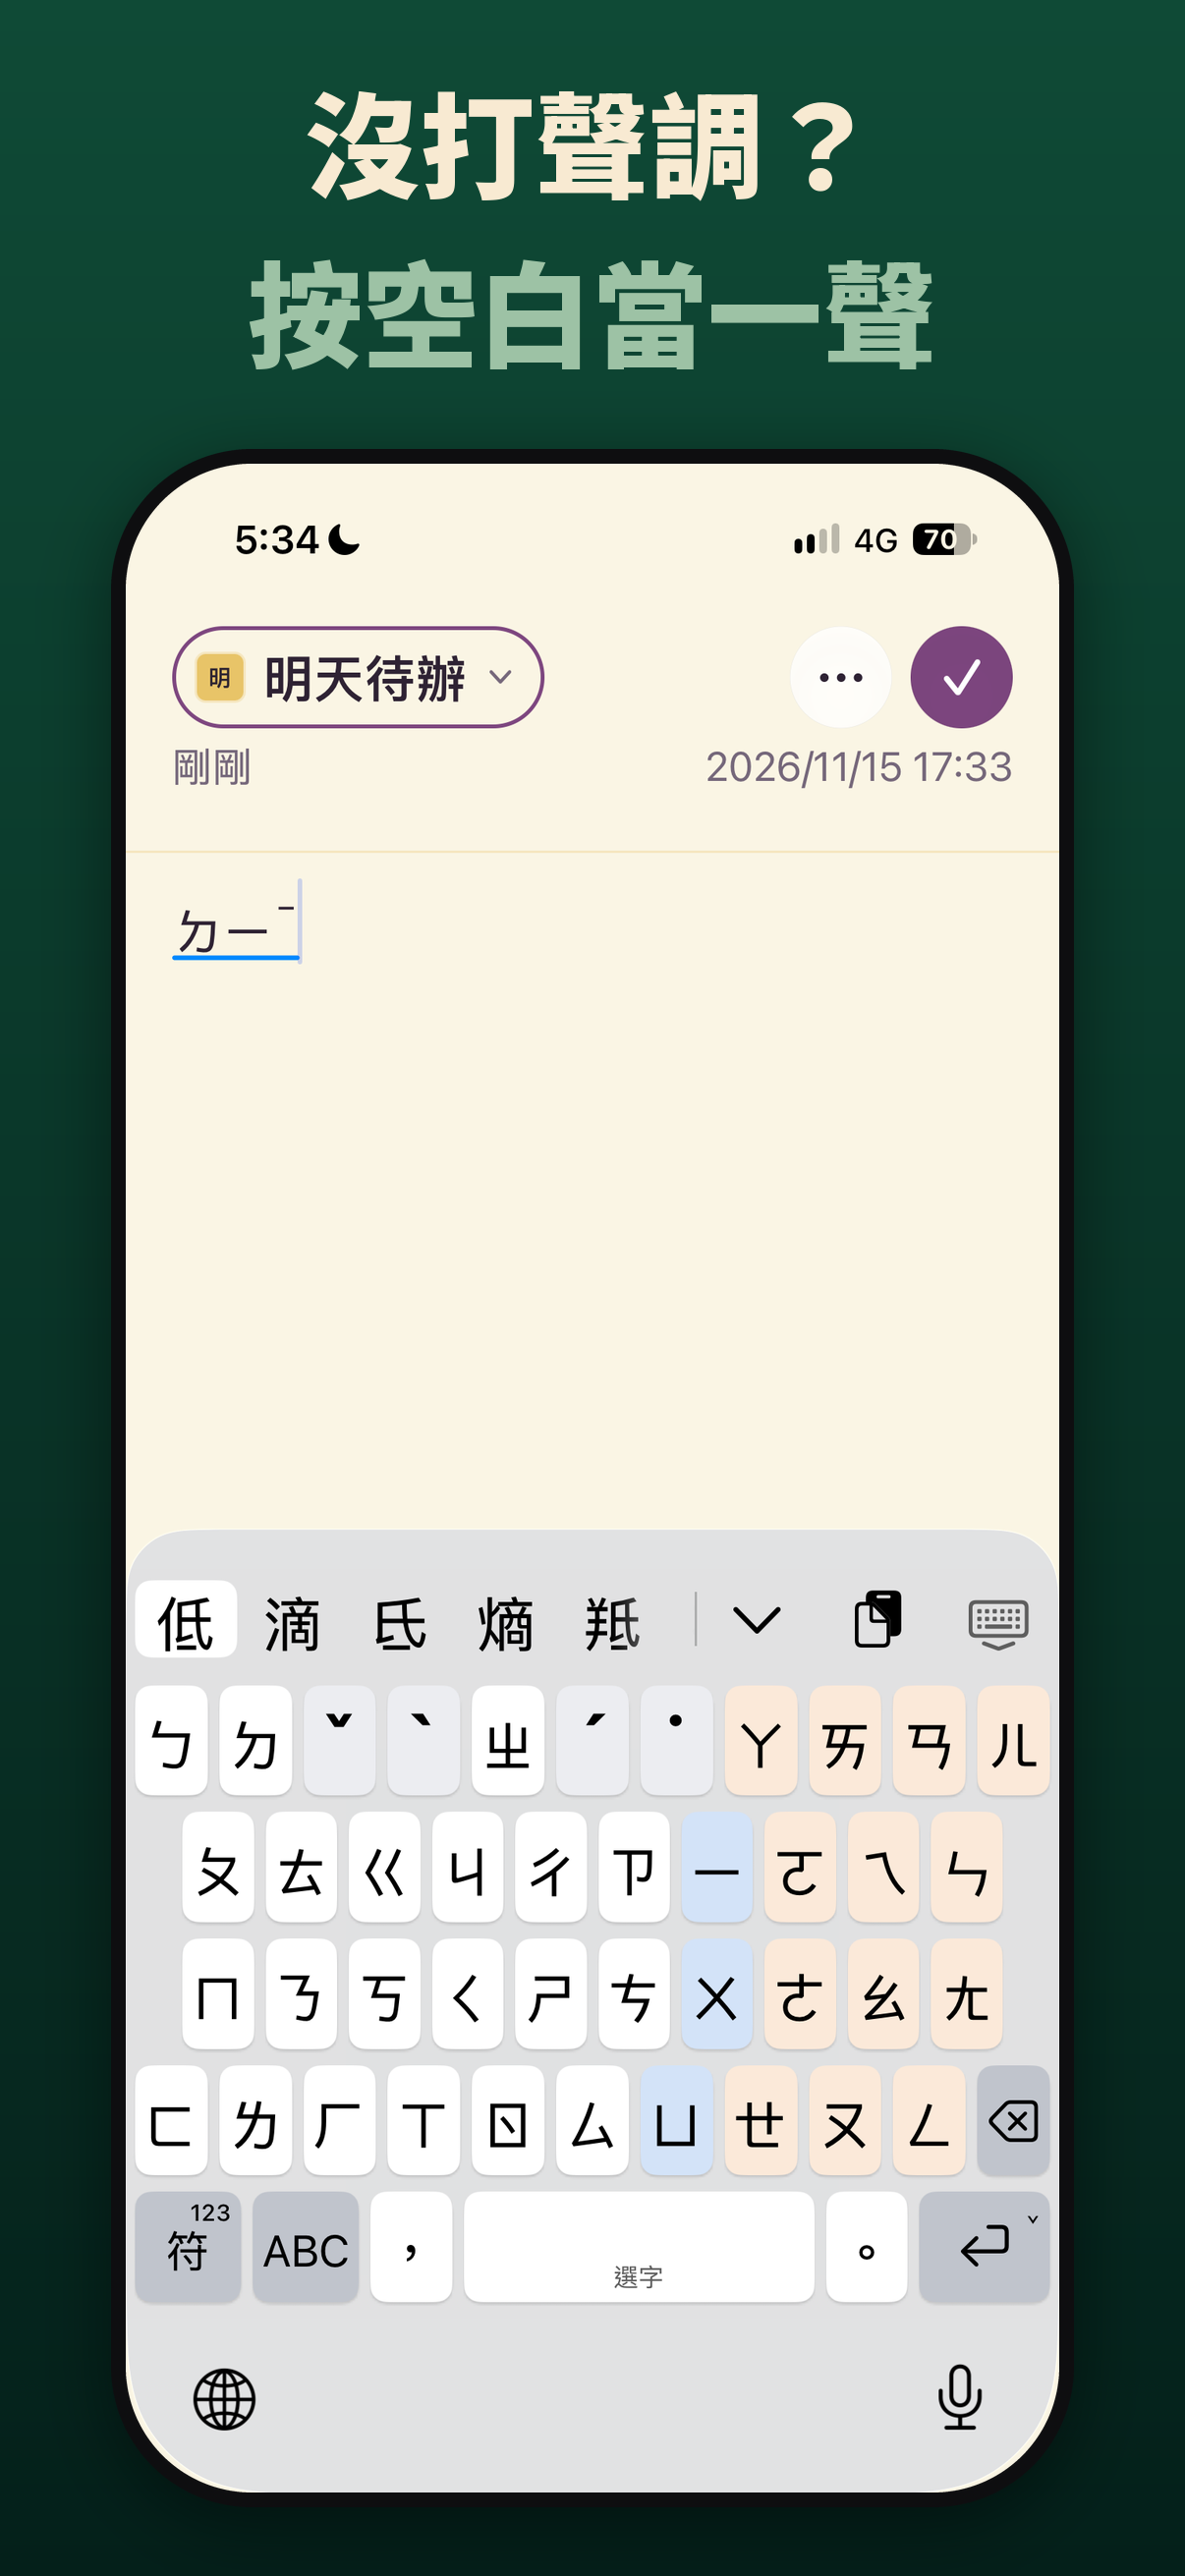 沒打聲調？
按空白當一聲
5:34 4G 70
明 明天待辦
剛剛 2026/11/15 17:33
ㄉㄧˉ
低 滴 氐 熵 羝
ㄅ ㄉ ˇ ˋ ㄓ ˊ ˙ ㄚ ㄞ ㄢ ㄦ
ㄆ ㄊ ㄍ ㄐ ㄔ ㄗ ㄧ ㄛ ㄟ ㄣ
ㄇ ㄋ ㄎ ㄑ ㄕ ㄘ ㄨ ㄜ ㄠ ㄤ
ㄈ ㄌ ㄏ ㄒ ㄖ ㄙ ㄩ ㄝ ㄡ ㄥ
123
符 ABC ， 選字 。